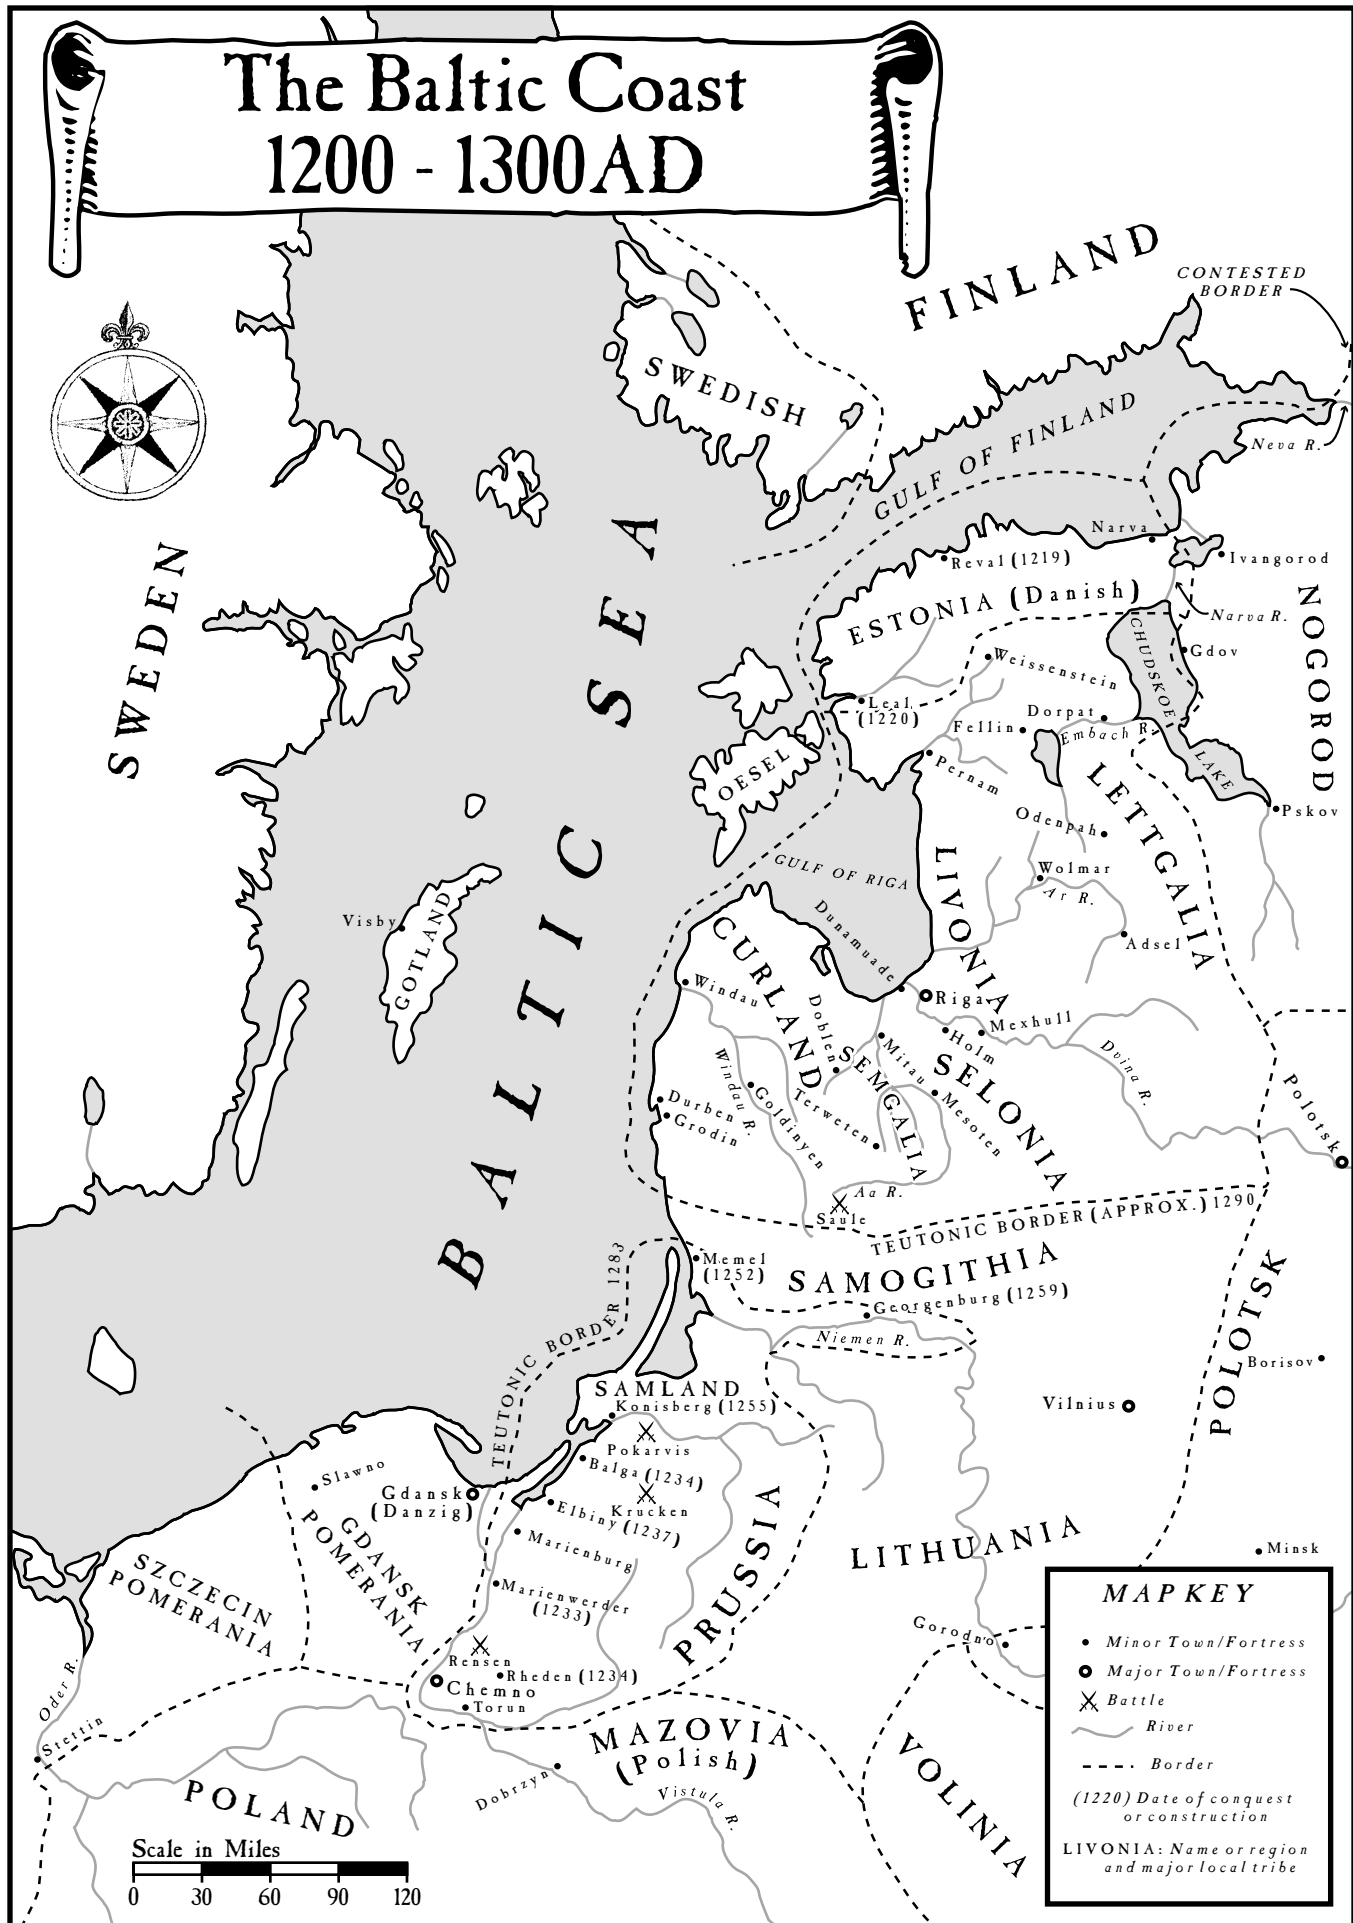 The Baltic Coast
1200 - 1300AD
FINLAND
CONTESTED
BORDER
SWEDISH
GULF OF FINLAND
Neva R.
Narva
Reval (1219)
Ivangorod
ESTONIA (Danish)
Narva R.
NOGOROD
SWEDEN
BALTIC SEA
CHUDSKOE
LAKE
Gdov
Weissenstein
Leal
(1220)
Dorpat
Fellin
Embach R.
OESEL
Pernam
LETTGALIA
Odenpah
Pskov
GULF OF RIGA
LIVONIA
Wolmar
Ar R.
Visby
GOTLAND
Dunamuade
CURLAND
Adsel
Windau
Riga
Doblen
Mexhull
Holm
Mitau
SEMGALIA
SELONIA
Dvina R.
Windau R.
Goldinyen
Terweten
Mesoten
Durben
Grodin
Polotsk
Aa R.
Saule
TEUTONIC BORDER (APPROX.) 1290
TEUTONIC BORDER 1283
Memel
(1252)
SAMOGITHIA
Georgenburg (1259)
Niemen R.
POLOTSK
Borisov
SAMLAND
Konisberg (1255)
Vilnius
Pokarvis
Balga (1234)
Slawno
Gdansk
(Danzig)
Krucken
Elbiny (1237)
GDANSK
POMERANIA
Marienburg
PRUSSIA
LITHUANIA
Minsk
SZCZECIN
POMERANIA
Marienwerder
(1233)
Gorodno
Rensen
Rheden (1234)
Chemno
Torun
Oder R.
Stettin
MAZOVIA
(Polish)
VOLINIA
Dobrzyn
Vistula R.
POLAND
Scale in Miles
0 30 60 90 120
MAP KEY
Minor Town/Fortress
Major Town/Fortress
Battle
River
Border
(1220) Date of conquest
or construction
LIVONIA: Name or region
and major local tribe